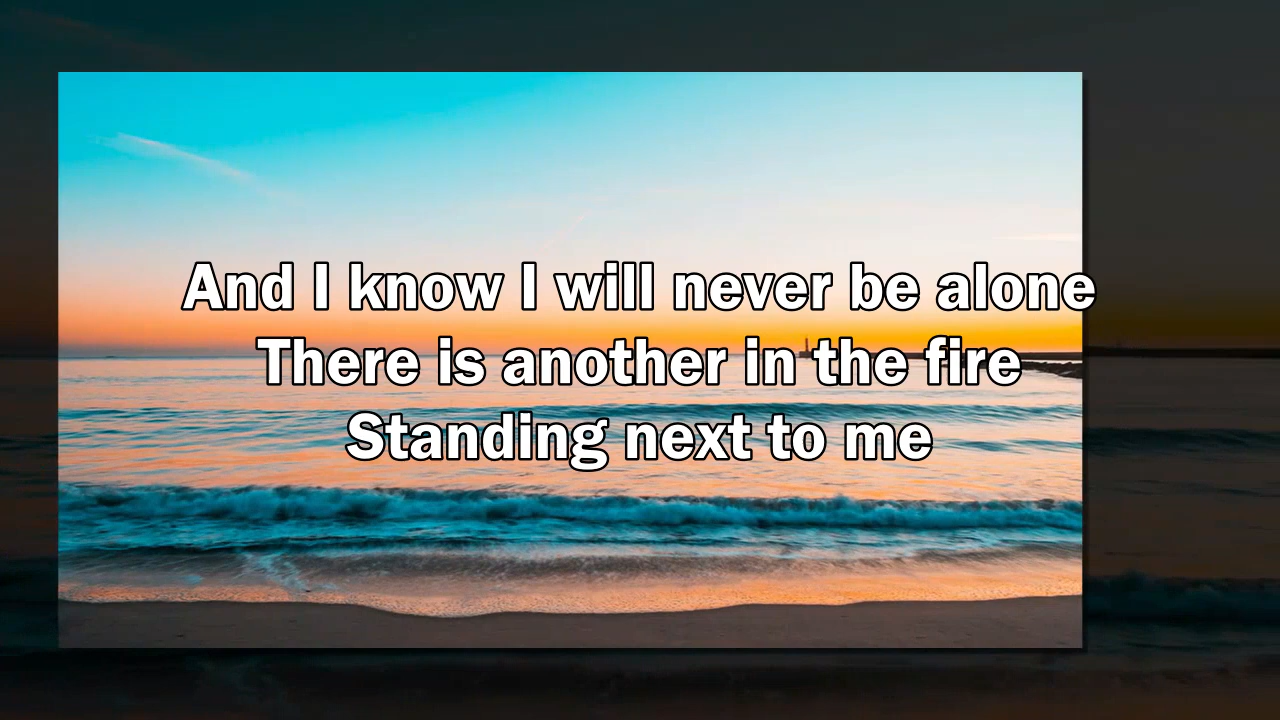 And I know I will never be alone
There is another in the fire
Standing next to me